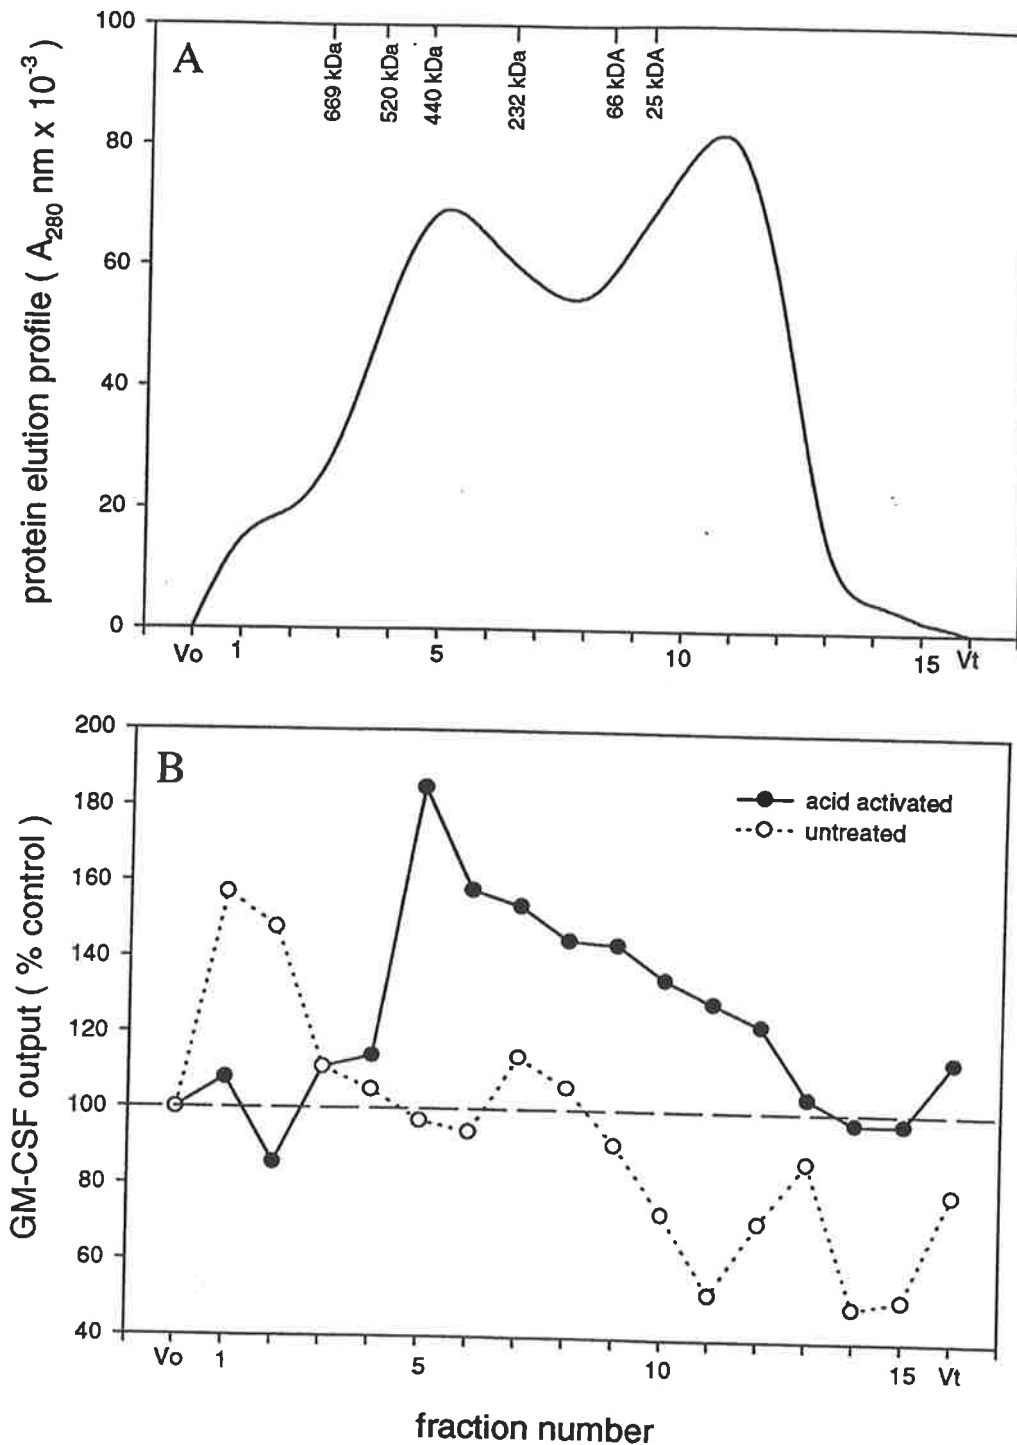 A
669 kDa
520 kDa
440 kDa
232 kDa
66 kDA
25 kDA
protein elution profile ( A280 nm x 10-3 )
100
80
60
40
20
0
Vo 1 5 10 15 Vt
B
acid activated
untreated
GM-CSF output ( % control )
200
180
160
140
120
100
80
60
40
Vo 1 5 10 15 Vt
fraction number